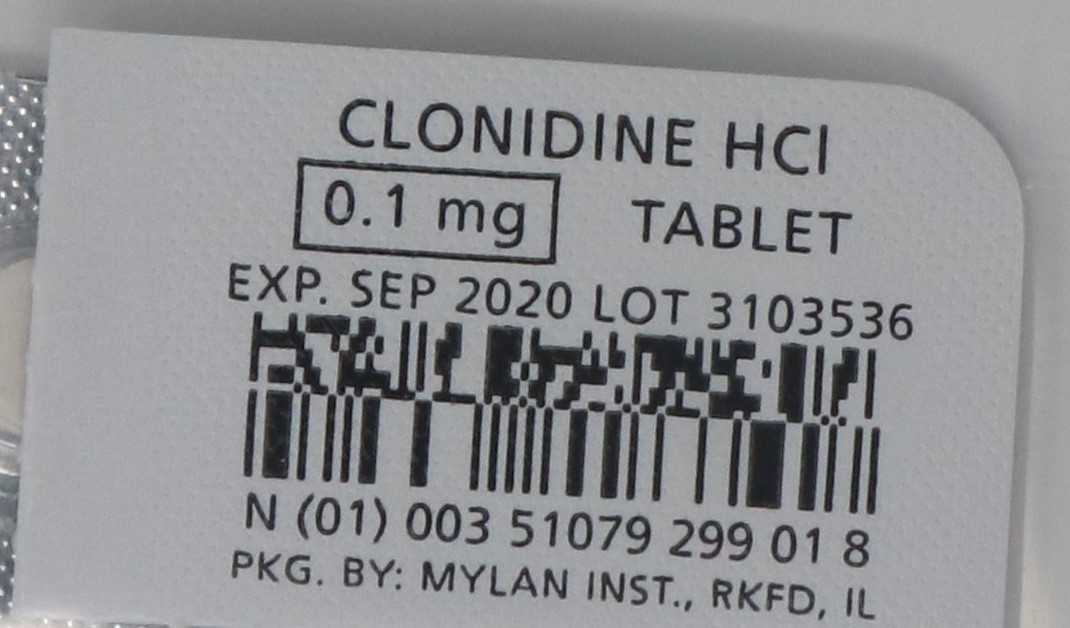 CLONIDINE HCl
0.1 mg TABLET
EXP. SEP 2020 LOT 3103536
N (01) 003 51079 299 01 8
PKG. BY: MYLAN INST., RKFD, IL